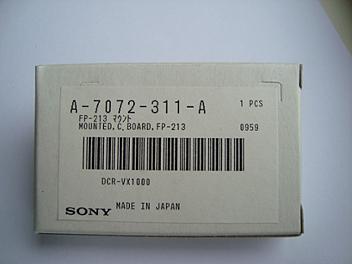 A-7072-311-A 1 PCS
FP-213 マウント
MOUNTED.C.BOARD.FP-213 0959
DCR-VX1000
SONY MADE IN JAPAN